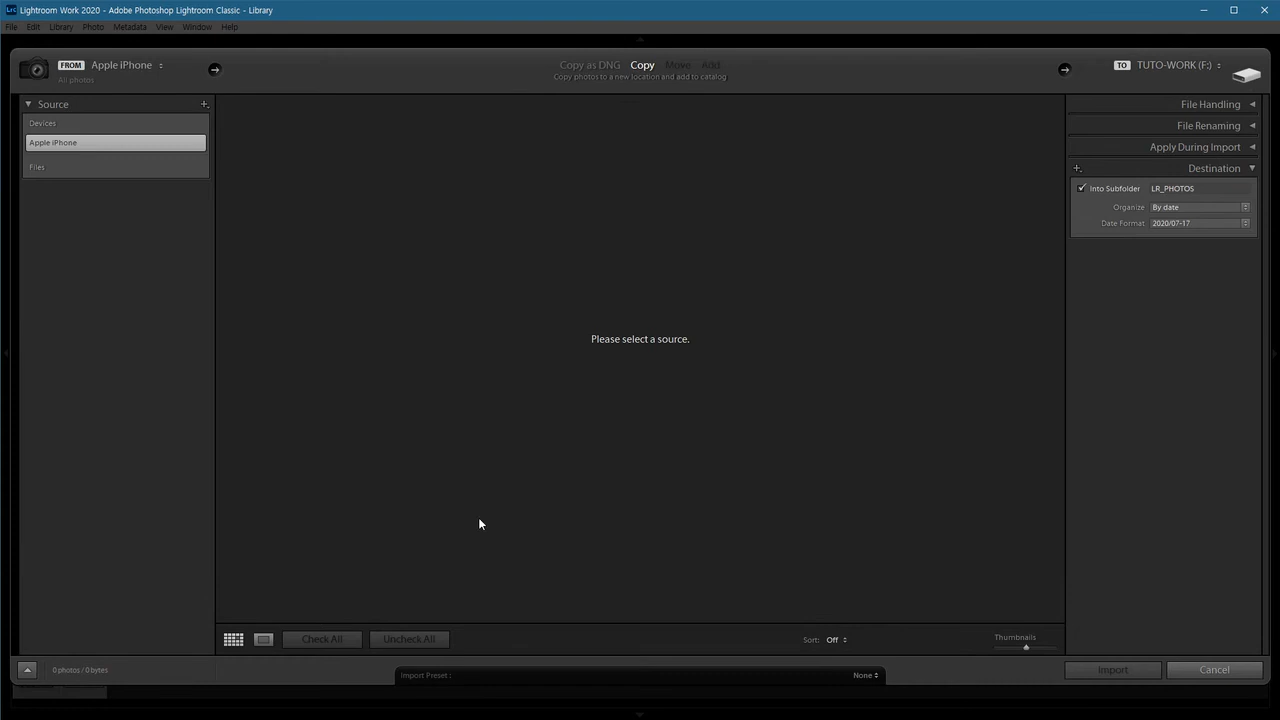 Lrc Lightroom Work 2020 - Adobe Photoshop Lightroom Classic - Library
File Edit Library Photo Metadata View Window Help
FROM Apple iPhone
All photos
Copy as DNG Copy Move Add
Copy photos to a new location and add to catalog
TO TUTO-WORK (F:)
Source
Devices
Apple iPhone
Files
Please select a source.
File Handling
File Renaming
Apply During Import
Destination
Into Subfolder LR_PHOTOS
Organize By date
Date Format 2020/07-17
Check All Uncheck All
Sort: Off
Thumbnails
0 photos / 0 bytes
Import Preset : None
Import Cancel